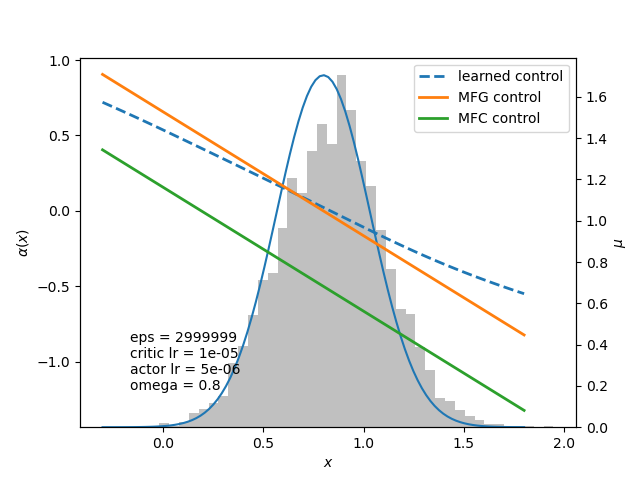 learned control
MFG control
MFC control
1.0
0.5
0.0
−0.5
−1.0
α(x)
1.6
1.4
1.2
1.0
0.8
0.6
0.4
0.2
0.0
μ
eps = 2999999
critic lr = 1e-05
actor lr = 5e-06
omega = 0.8
0.0 0.5 1.0 1.5 2.0
x